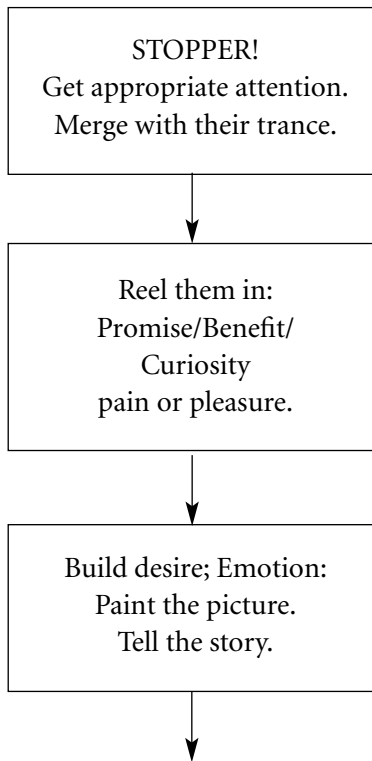 STOPPER!
Get appropriate attention.
Merge with their trance.
Reel them in:
Promise/Benefit/
Curiosity
pain or pleasure.
Build desire; Emotion:
Paint the picture.
Tell the story.